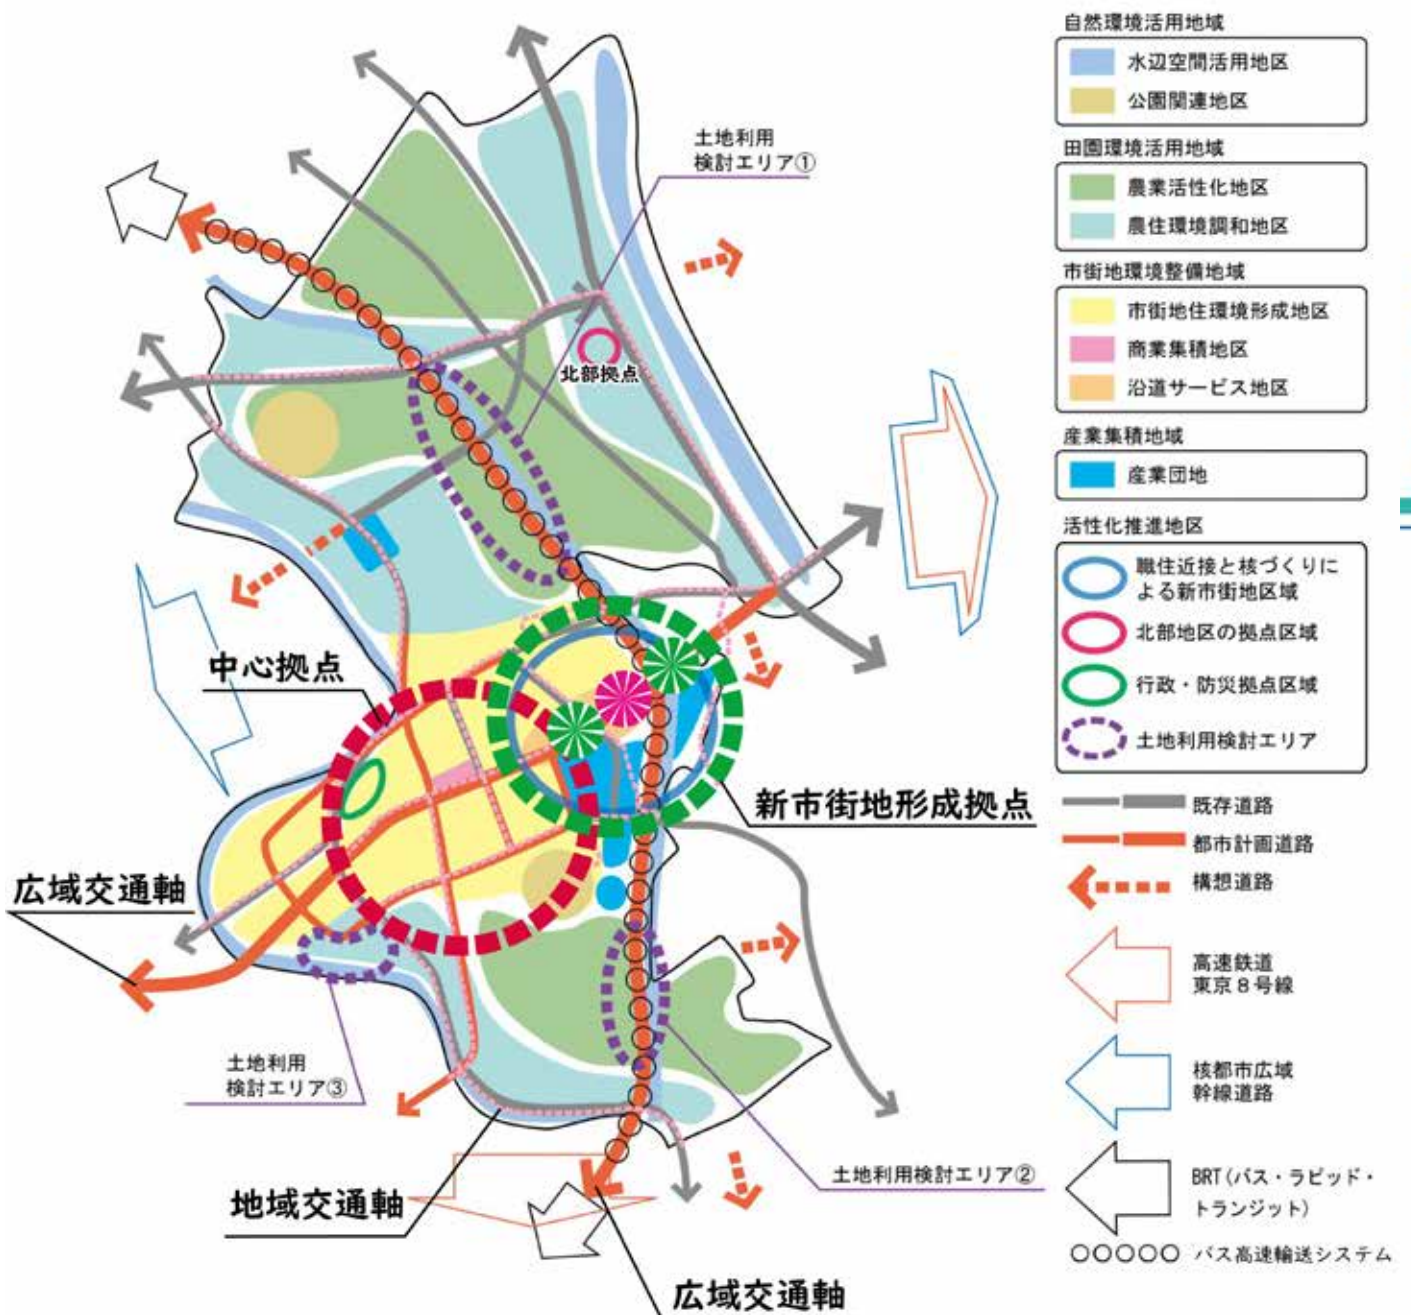 自然環境活用地域
水辺空間活用地区
公園関連地区
田園環境活用地域
農業活性化地区
農住環境調和地区
市街地環境整備地域
市街地住環境形成地区
商業集積地区
沿道サービス地区
産業集積地域
産業団地
活性化推進地区
職住近接と核づくりに
よる新市街地区域
北部地区の拠点区域
行政・防災拠点区域
土地利用検討エリア
既存道路
都市計画道路
構想道路
高速鉄道
東京8号線
核都市広域
幹線道路
BRT(バス・ラピッド・
トランジット)
バス高速輸送システム
土地利用
検討エリア①
北部拠点
中心拠点
新市街地形成拠点
広域交通軸
土地利用
検討エリア③
土地利用検討エリア②
地域交通軸
広域交通軸